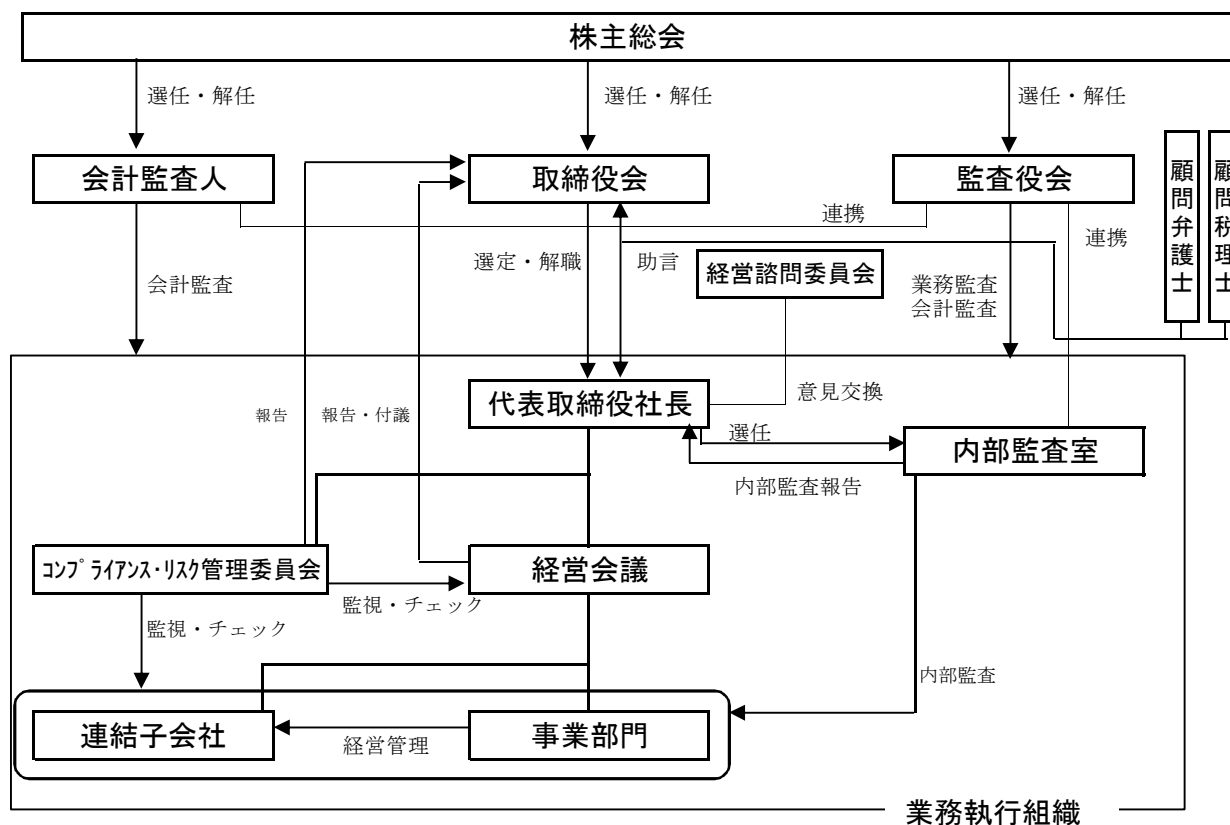 株主総会
選任・解任
選任・解任
選任・解任
会計監査人
取締役会
監査役会
顧問弁護士
顧問税理士
連携
連携
会計監査
選定・解職
助言
経営諮問委員会
業務監査
会計監査
代表取締役社長
意見交換
報告
報告・付議
選任
内部監査室
内部監査報告
コンプライアンス・リスク管理委員会
経営会議
監視・チェック
監視・チェック
内部監査
連結子会社
事業部門
経営管理
業務執行組織